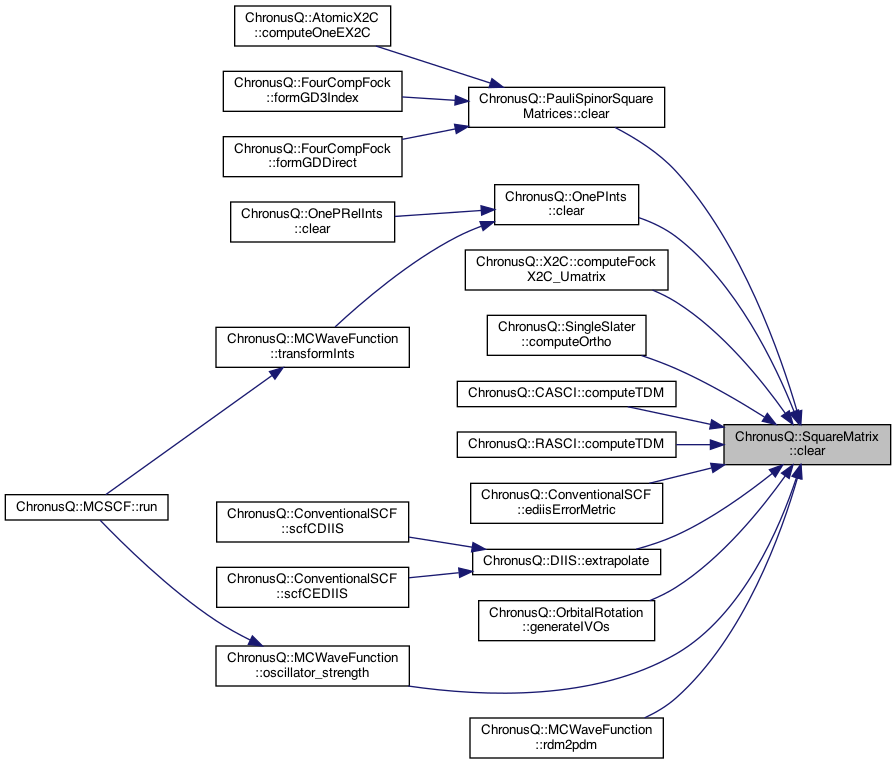 ChronusQ::AtomicX2C
::computeOneEX2C
ChronusQ::FourCompFock
::formGD3Index
ChronusQ::PauliSpinorSquare
Matrices::clear
ChronusQ::FourCompFock
::formGDDirect
ChronusQ::OnePInts
::clear
ChronusQ::OnePRelInts
::clear
ChronusQ::X2C::computeFock
X2C_Umatrix
ChronusQ::SingleSlater
::computeOrtho
ChronusQ::MCWaveFunction
::transformInts
ChronusQ::CASCI::computeTDM
ChronusQ::RASCI::computeTDM
ChronusQ::SquareMatrix
::clear
ChronusQ::ConventionalSCF
::ediisErrorMetric
ChronusQ::MCSCF::run
ChronusQ::ConventionalSCF
::scfCDIIS
ChronusQ::DIIS::extrapolate
ChronusQ::ConventionalSCF
::scfCEDIIS
ChronusQ::OrbitalRotation
::generateIVOs
ChronusQ::MCWaveFunction
::oscillator_strength
ChronusQ::MCWaveFunction
::rdm2pdm